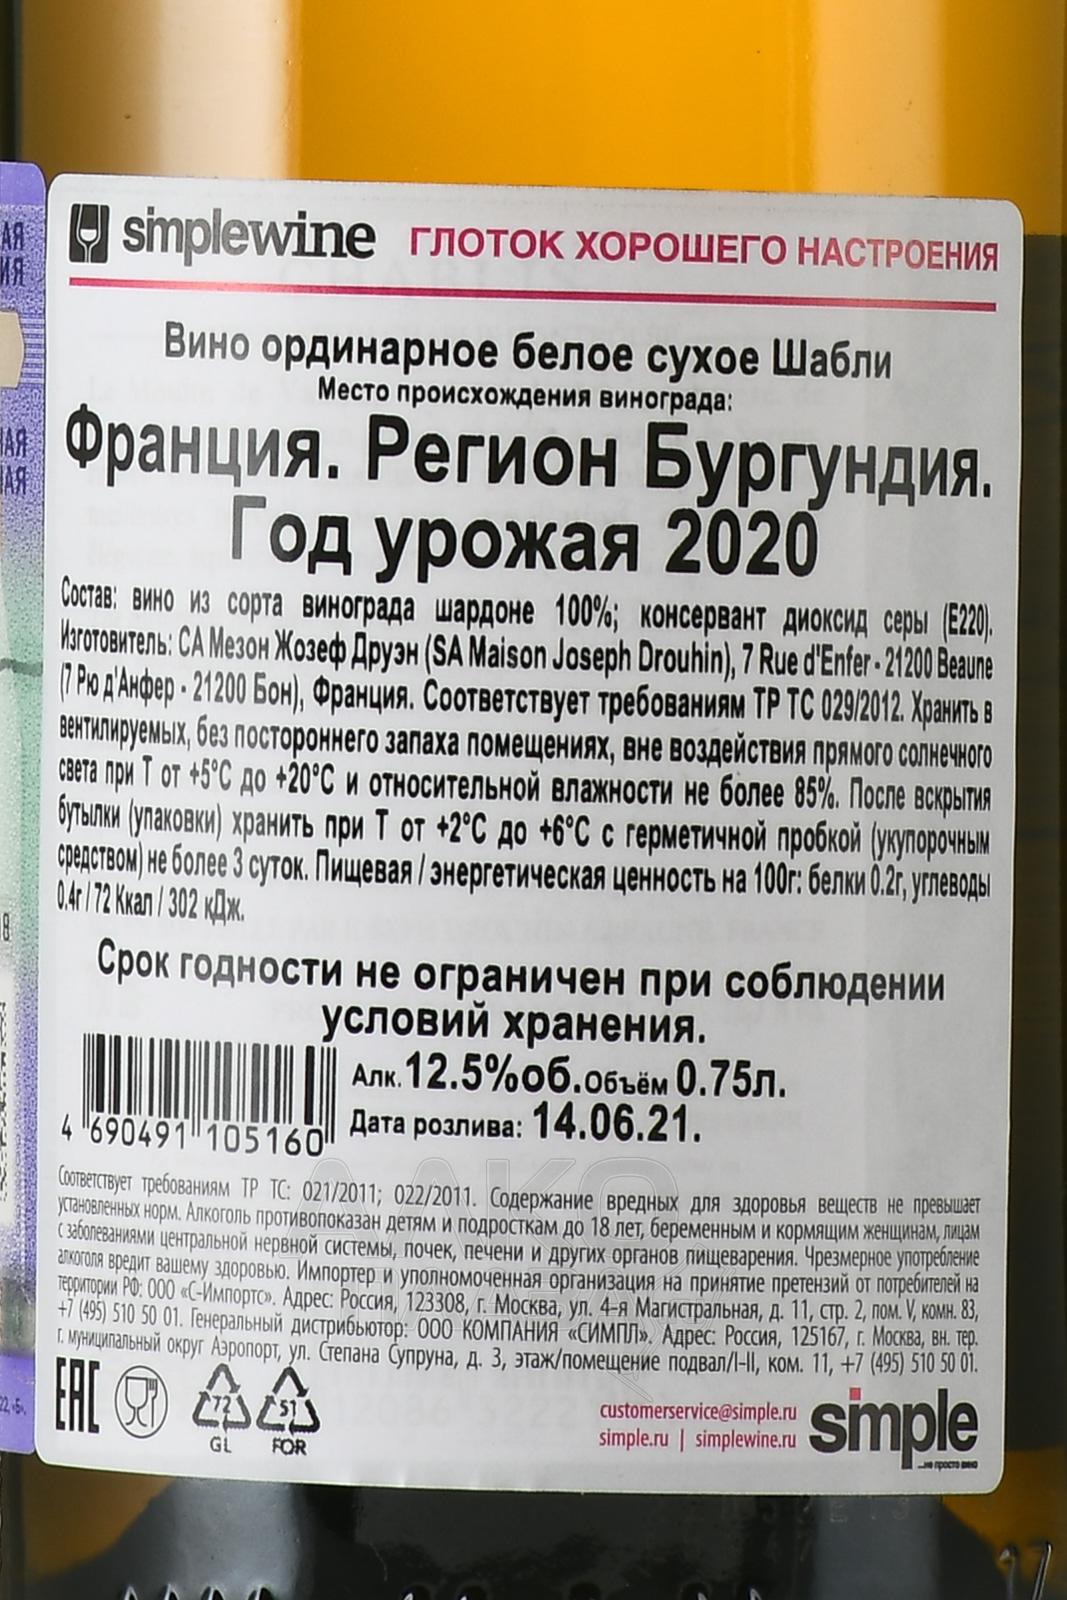 simplewine ГЛОТОК ХОРОШЕГО НАСТРОЕНИЯ
Вино ординарное белое сухое Шабли
Место происхождения винограда:
Франция. Регион Бургундия.
Год урожая 2020
Состав: вино из сорта винограда шардоне 100%; консервант диоксид серы (Е220).
Изготовитель: СА Мезон Жозеф Друэн (SA Maison Joseph Drouhin), 7 Rue d'Enfer - 21200 Beaune
(7 Рю д'Анфер - 21200 Бон), Франция. Соответствует требованиям ТР ТС 029/2012. Хранить в
вентилируемых, без постороннего запаха помещениях, вне воздействия прямого солнечного
света при Т от +5°С до +20°С и относительной влажности не более 85%. После вскрытия
бутылки (упаковки) хранить при Т от +2°С до +6°С с герметичной пробкой (укупорочным
средством) не более 3 суток. Пищевая / энергетическая ценность на 100г: белки 0.2г, углеводы
0.4г / 72 Ккал / 302 кДж.
Срок годности не ограничен при соблюдении
условий хранения.
Алк. 12.5%об. Объём 0.75л.
Дата розлива: 14.06.21.
4 690491 105160
Соответствует требованиям ТР ТС: 021/2011; 022/2011. Содержание вредных для здоровья веществ не превышает
установленных норм. Алкоголь противопоказан детям и подросткам до 18 лет, беременным и кормящим женщинам, лицам
с заболеваниями центральной нервной системы, почек, печени и других органов пищеварения. Чрезмерное употребление
алкоголя вредит вашему здоровью. Импортер и уполномоченная организация на принятие претензий от потребителей на
территории РФ: ООО «С-Импортс». Адрес: Россия, 123308, г. Москва, ул. 4-я Магистральная, д. 11, стр. 2, пом. V, комн. 83,
+7 (495) 510 50 01. Генеральный дистрибьютор: ООО КОМПАНИЯ «СИМПЛ». Адрес: Россия, 125167, г. Москва, вн. тер.
г. муниципальный округ Аэропорт, ул. Степана Супруна, д. 3, этаж/помещение подвал/I-II, ком. 11, +7 (495) 510 50 01.
EAC
72
GL
51
FOR
customerservice@simple.ru
simple.ru | simplewine.ru
simple
...не просто вино